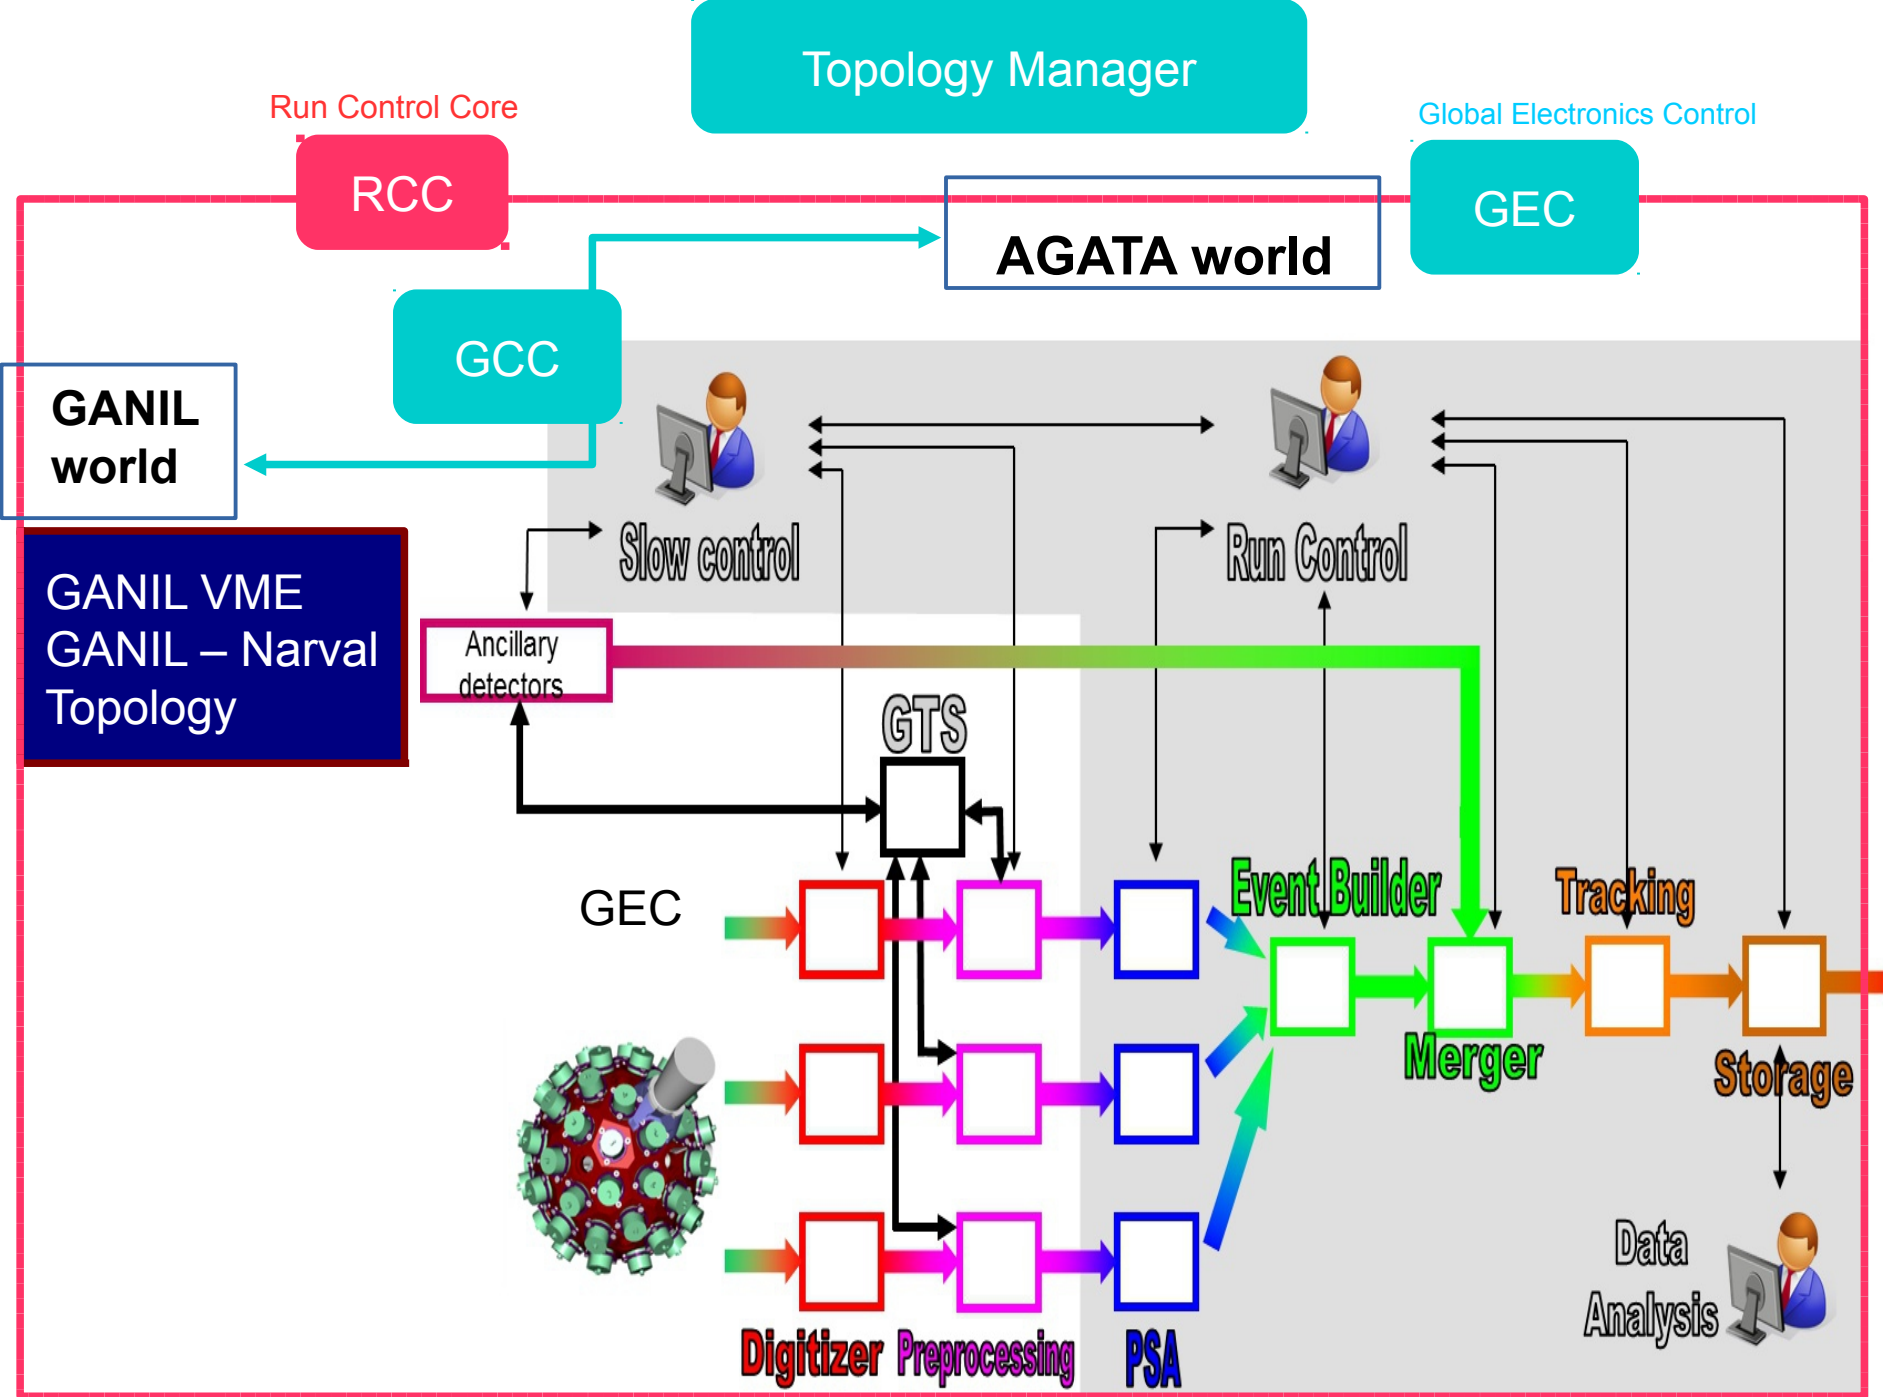 Topology Manager
Run Control Core
Global Electronics Control
RCC
GEC
AGATA world
GCC
GANIL
world
Slow control
Run Control
GANIL VME
GANIL – Narval
Topology
Ancillary
detectors
GTS
GEC
Event Builder
Tracking
Merger
Storage
Data
Analysis
Digitizer
Preprocessing
PSA